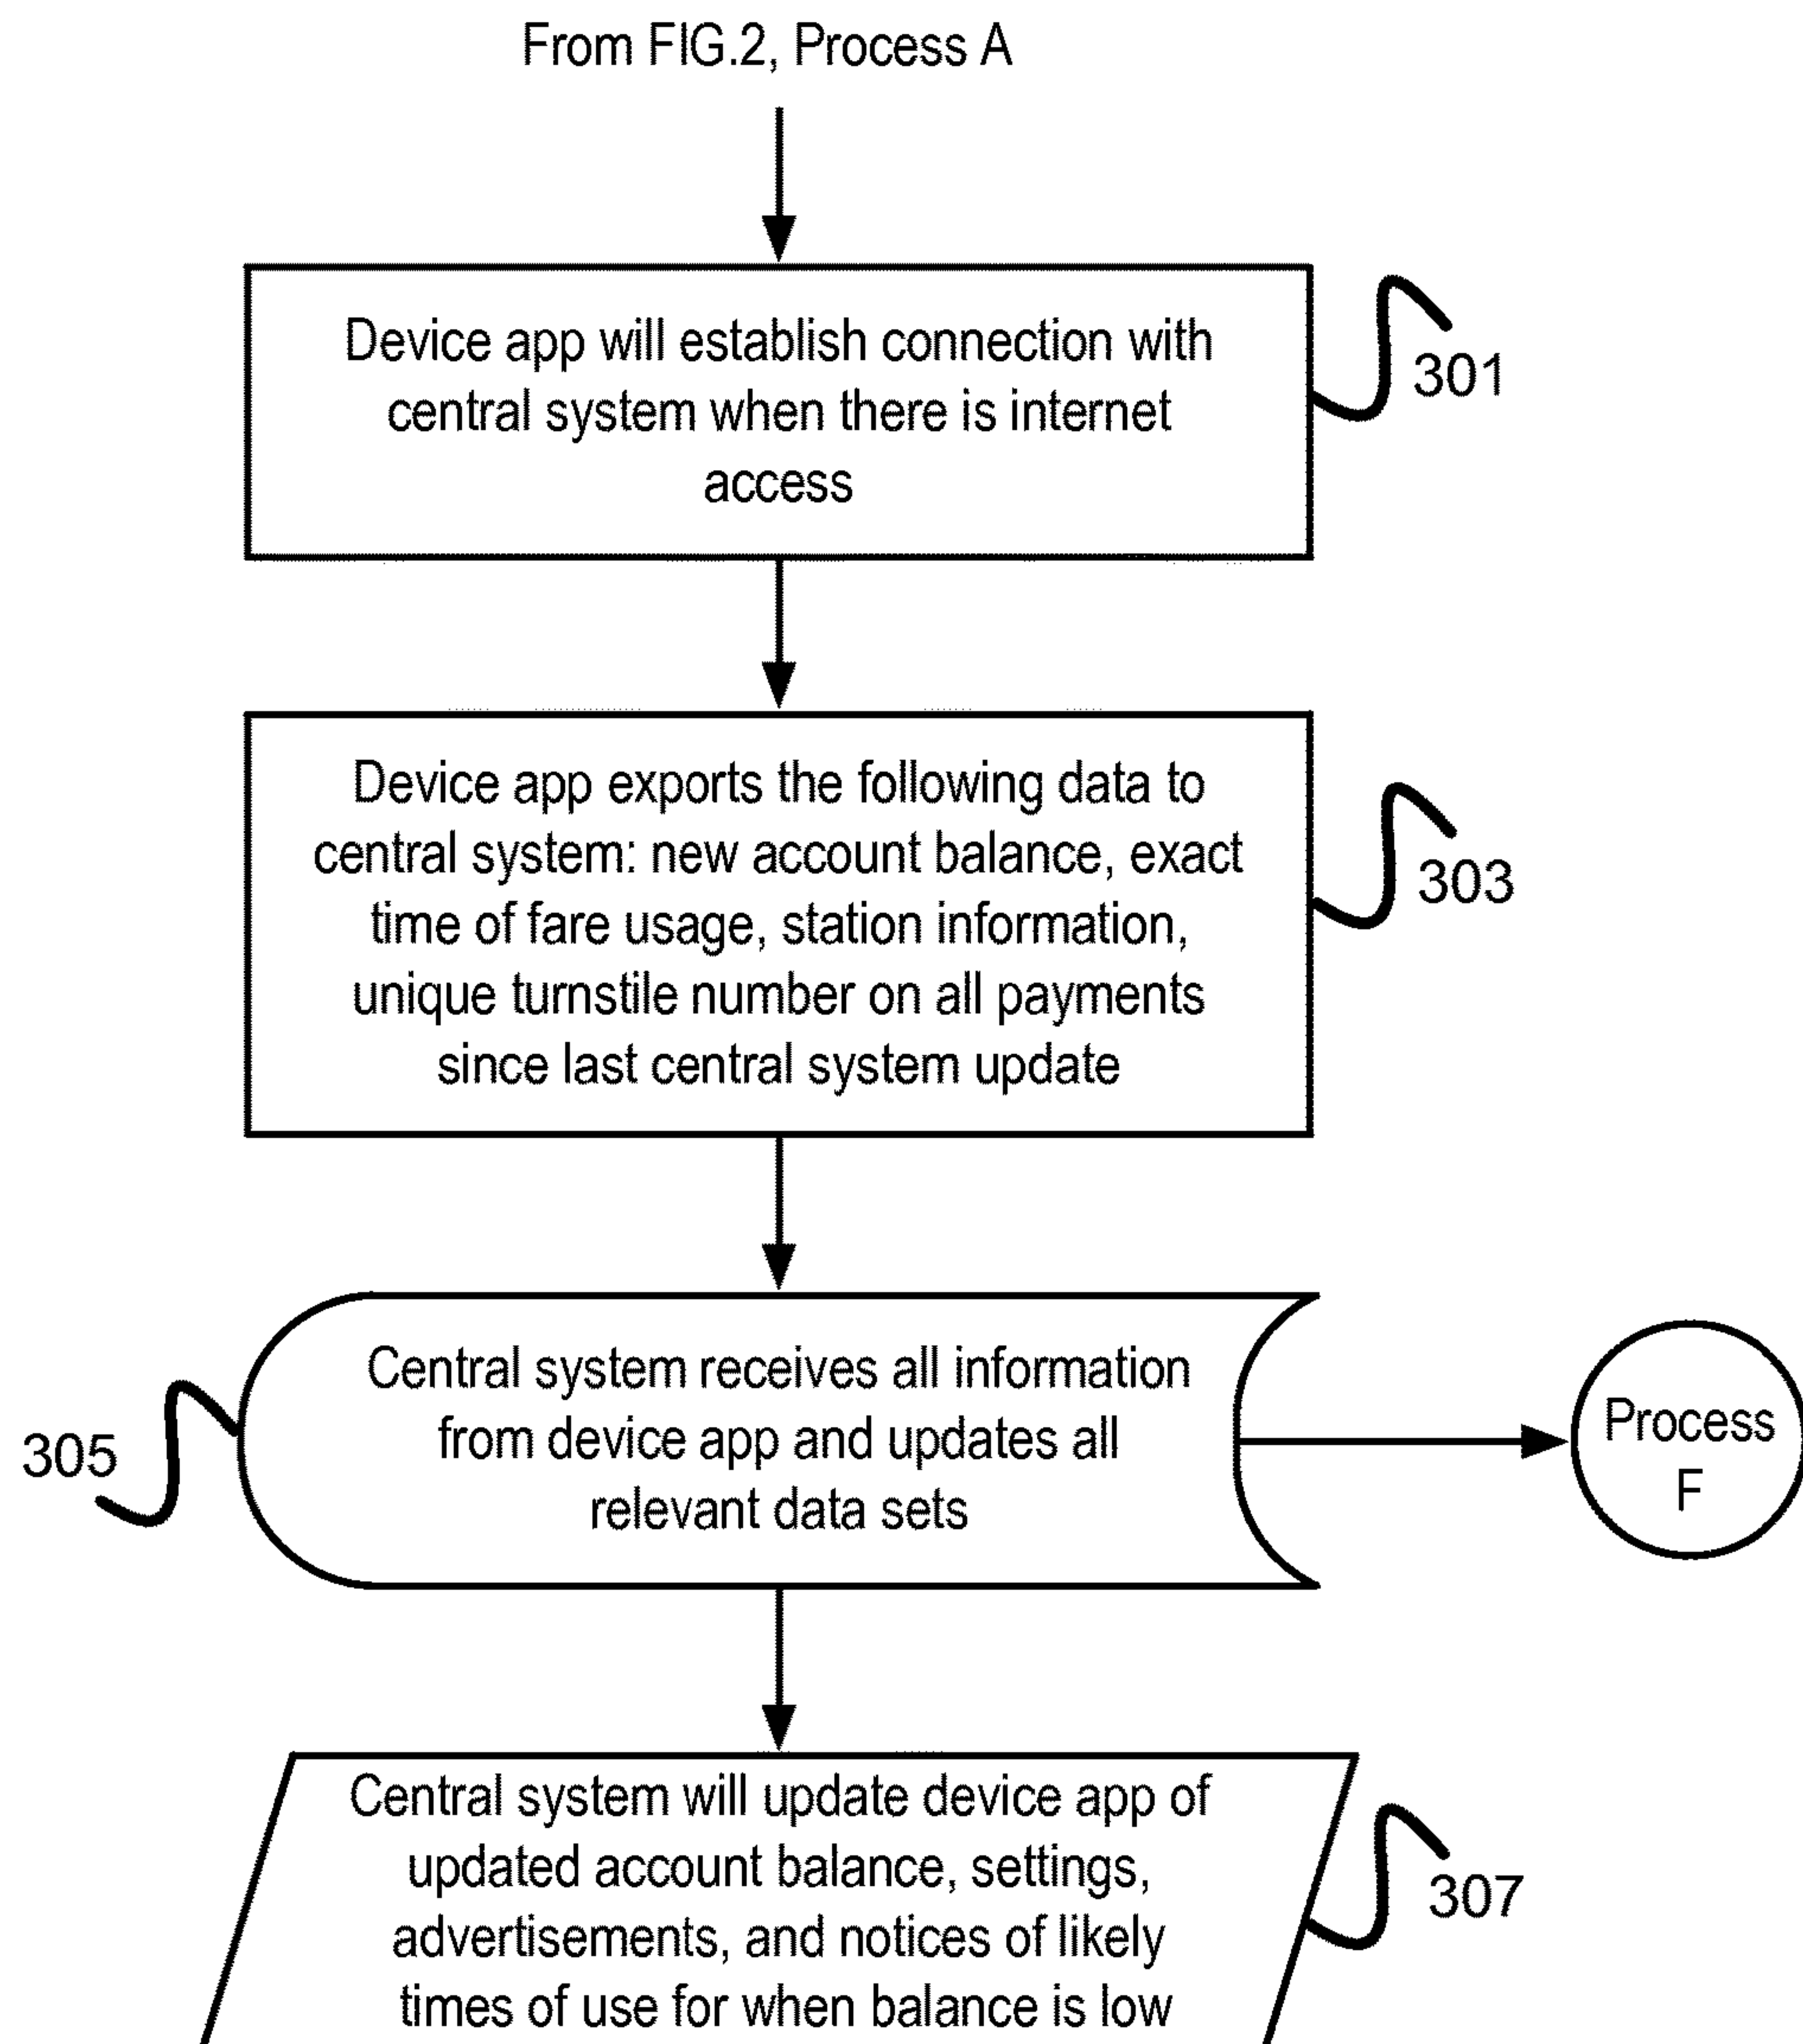 From FIG.2, Process A
Device app will establish connection with
central system when there is internet
access
301
Device app exports the following data to
central system: new account balance, exact
time of fare usage, station information,
unique turnstile number on all payments
since last central system update
303
Central system receives all information
from device app and updates all
relevant data sets
305
Process
F
Central system will update device app of
updated account balance, settings,
advertisements, and notices of likely
times of use for when balance is low
307